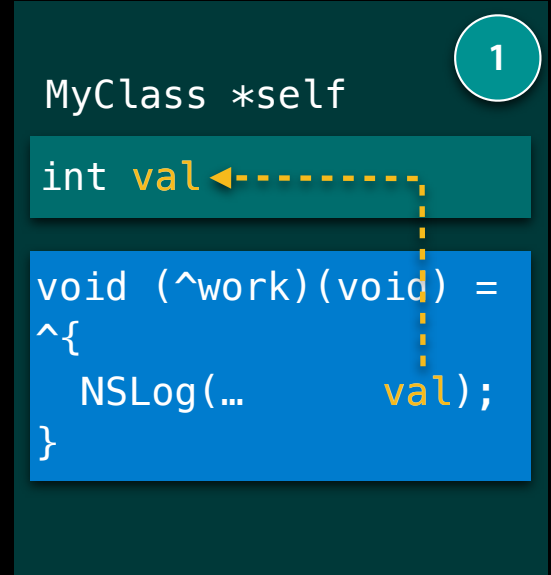 1
MyClass *self
int val
void (^work)(void) =
^{
  NSLog(…      val);
}